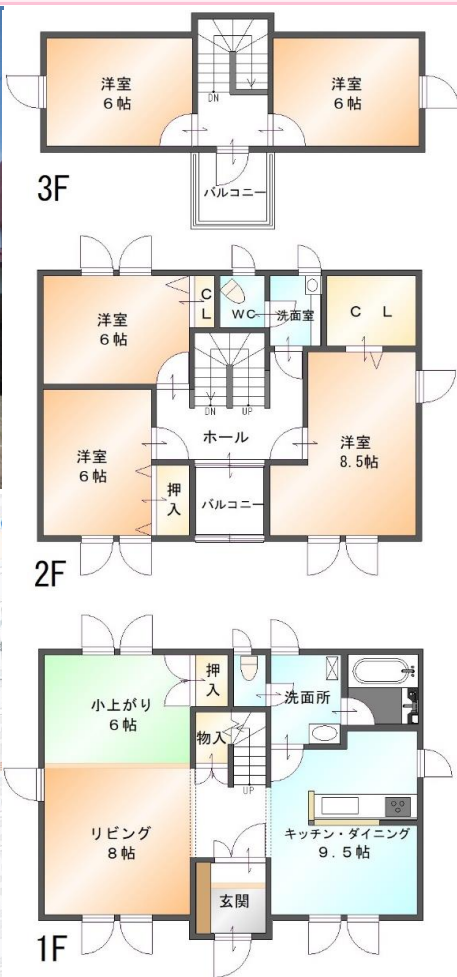 洋室
6帖
DN
洋室
6帖
バルコニー
3F
洋室
6帖
CL
WC
洗面室
CL
DN
UP
ホール
洋室
6帖
押入
バルコニー
洋室
8.5帖
2F
小上がり
6帖
押入
洗面所
物入
UP
リビング
8帖
キッチン・ダイニング
9.5帖
玄関
1F